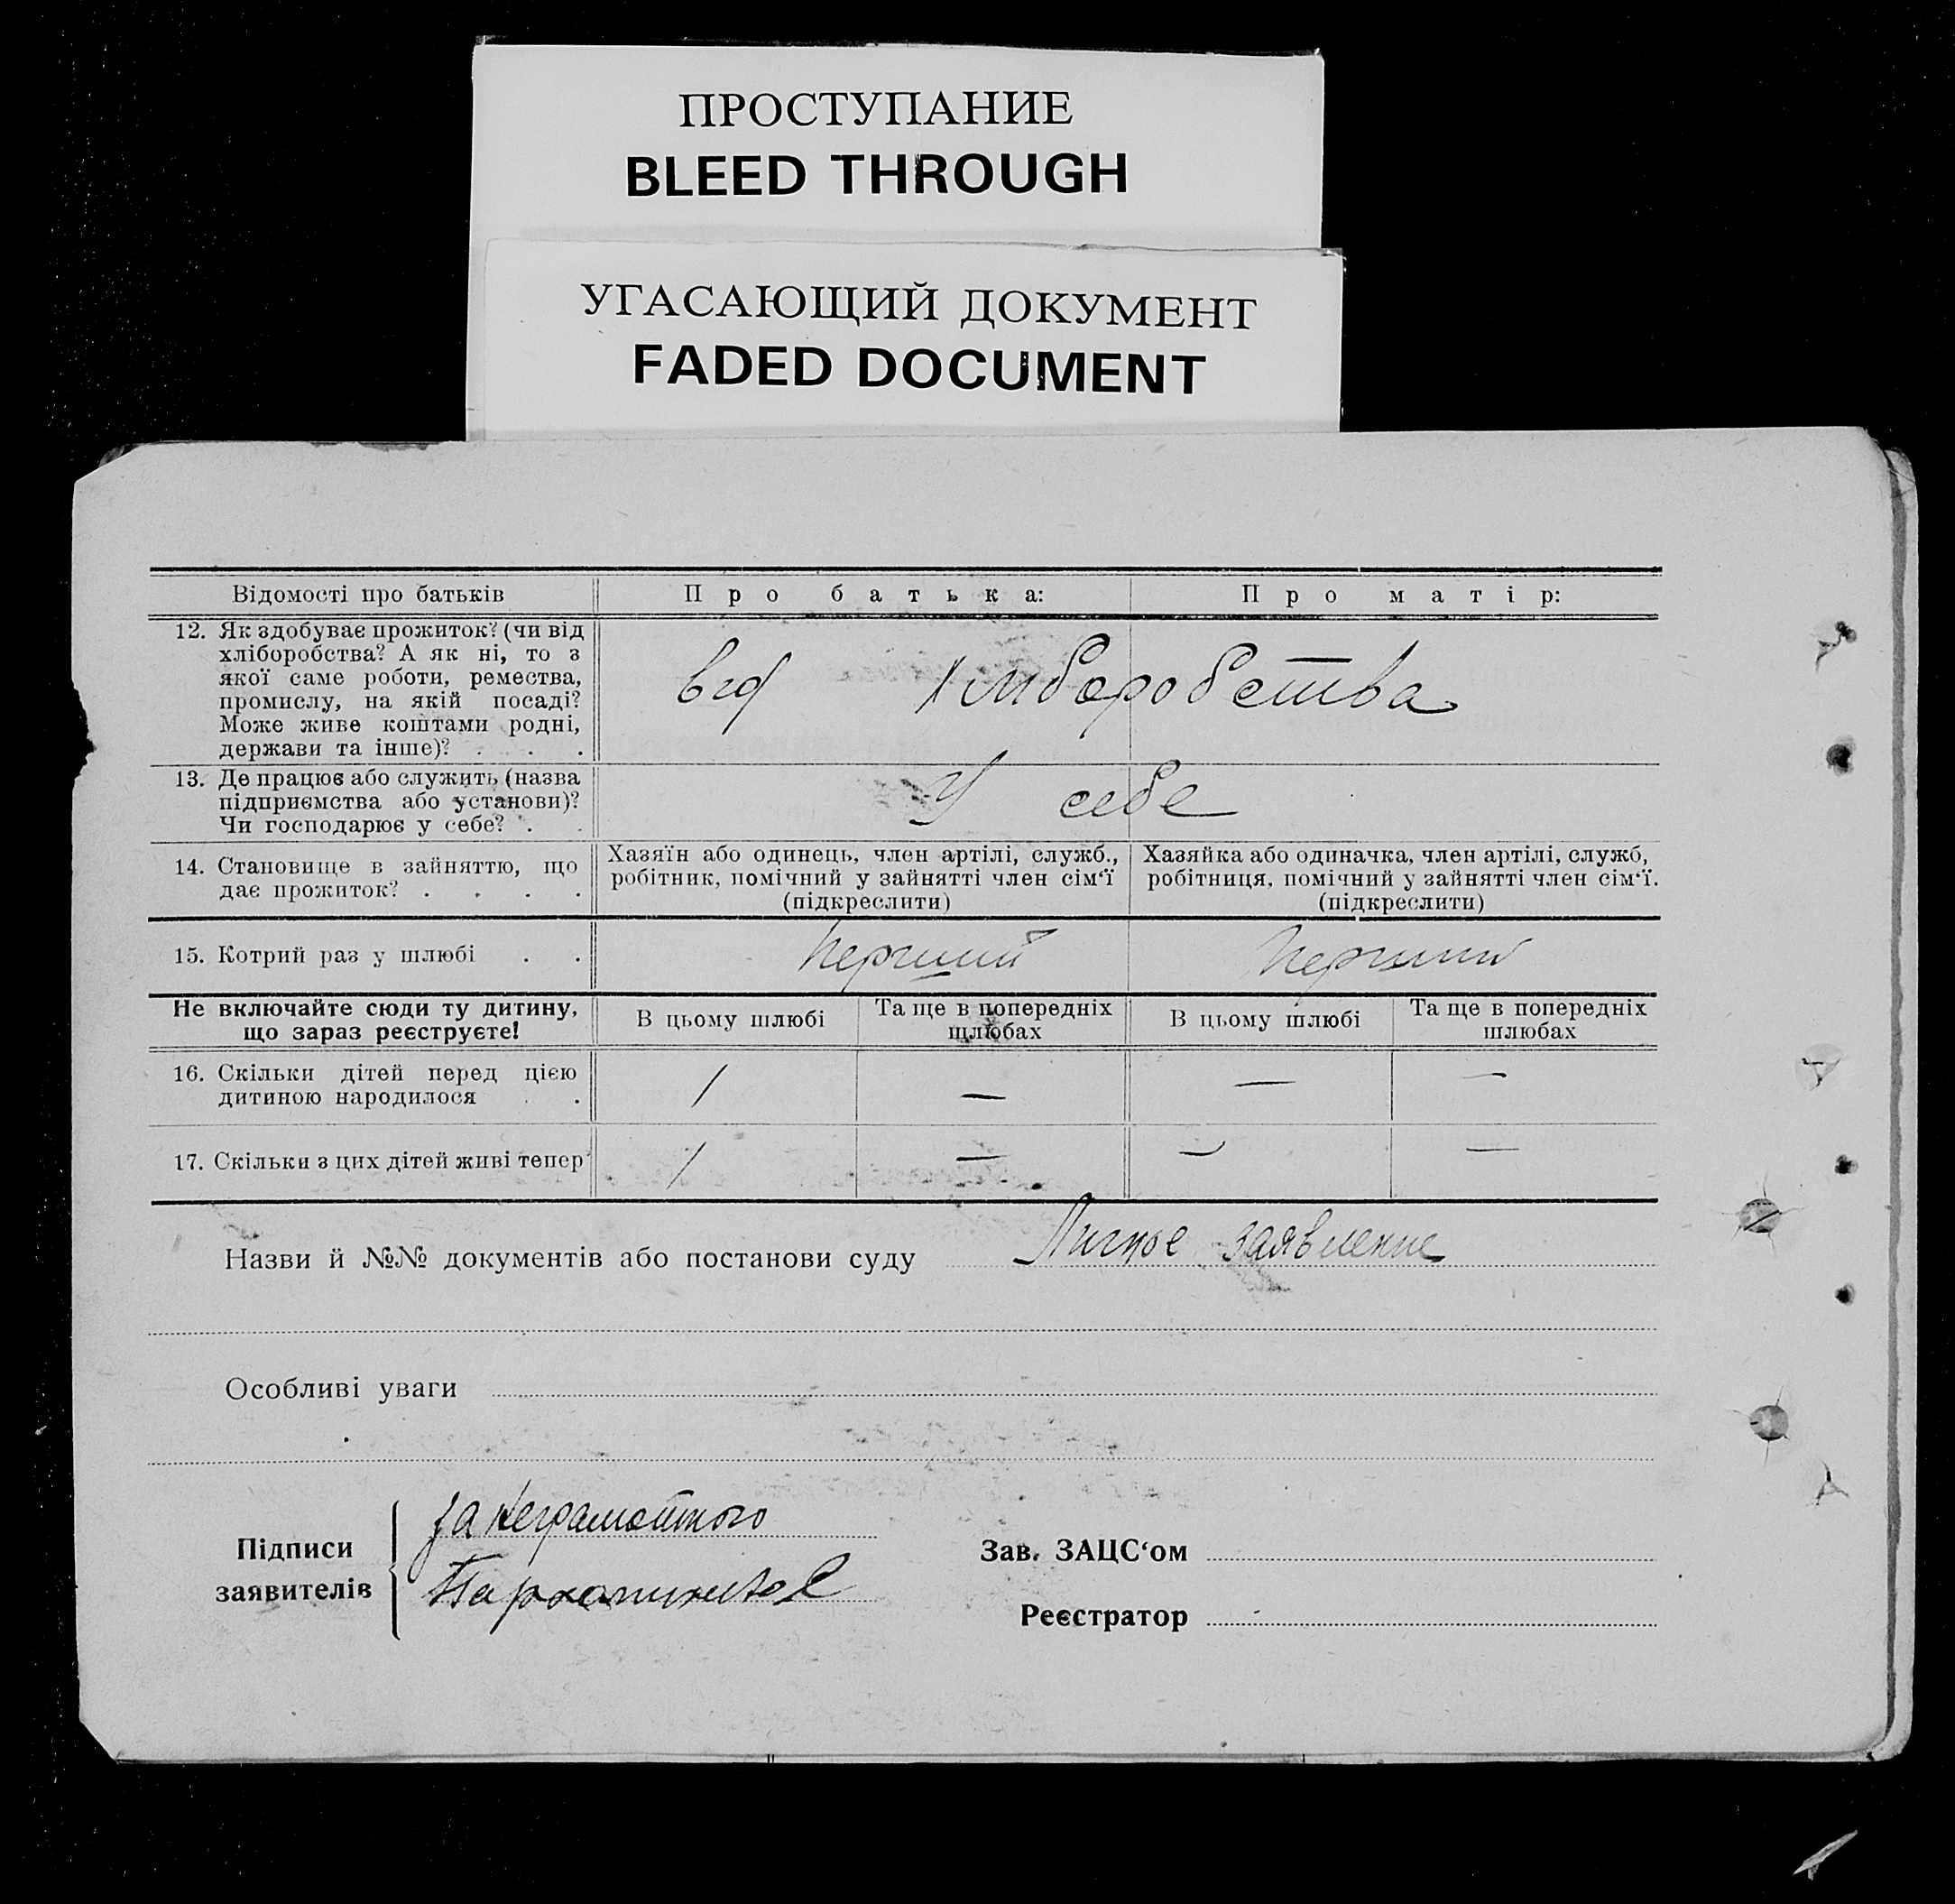 ПРОСТУПАНИЕ
BLEED THROUGH
УГАСАЮЩИЙ ДОКУМЕНТ
FADED DOCUMENT
Відомості про батьків
Про батька:
Про матір:
12. Як здобуває прожиток? (чи від
хліборобства? А як ні, то з
якої саме роботи, ремества,
промислу, на якій посаді?
Може живе коштами родні,
держави та інше)? . . .
від хліборобства
13. Де працює або служить (назва
підприємства або установи)?
Чи господарює у себе? . .
У себе
14. Становище в зайняттю, що
дає прожиток? . . . .
Хазяїн або одинець, член артілі, служб.,
робітник, помічний у зайнятті член сім‘ї
(підкреслити)
Хазяйка або одиначка, член артілі, служб,
робітниця, помічний у зайнятті член сім‘ї.
(підкреслити)
15. Котрий раз у шлюбі . .
Перший
Перший
Не включайте сюди ту дитину,
що зараз реєструєте!
В цьому шлюбі
Та ще в попередніх
щлюбах
В цьому шлюбі
Та ще в попередніх
шлюбах
16. Скільки дітей перед цією
дитиною народилося . .
1 — — —
17. Скільки з цих дітей живі тепер
1 — — —
Назви й №№ документів або постанови суду Личное заявление
Особливі уваги
Підписи
заявителів
за неграмотного
Зав. ЗАЦС‘ом
Реєстратор